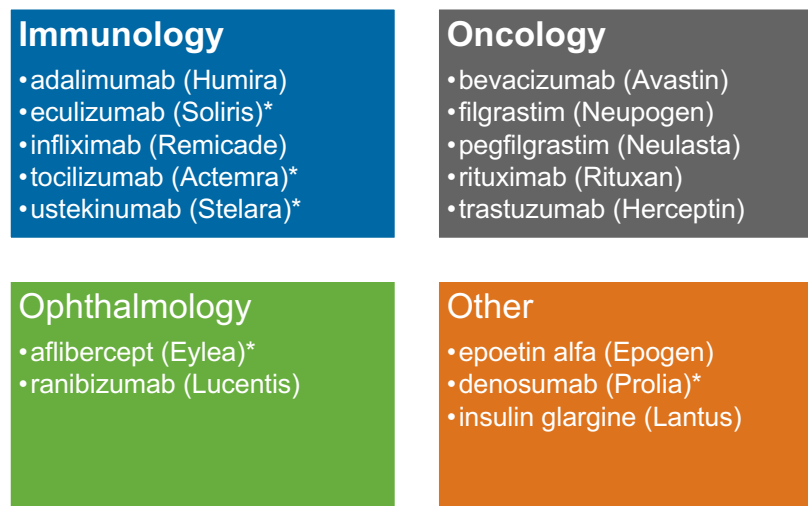 Immunology
•adalimumab (Humira)
•eculizumab (Soliris)*
•infliximab (Remicade)
•tocilizumab (Actemra)*
•ustekinumab (Stelara)*
Oncology
•bevacizumab (Avastin)
•filgrastim (Neupogen)
•pegfilgrastim (Neulasta)
•rituximab (Rituxan)
•trastuzumab (Herceptin)
Ophthalmology
•aflibercept (Eylea)*
•ranibizumab (Lucentis)
Other
•epoetin alfa (Epogen)
•denosumab (Prolia)*
•insulin glargine (Lantus)